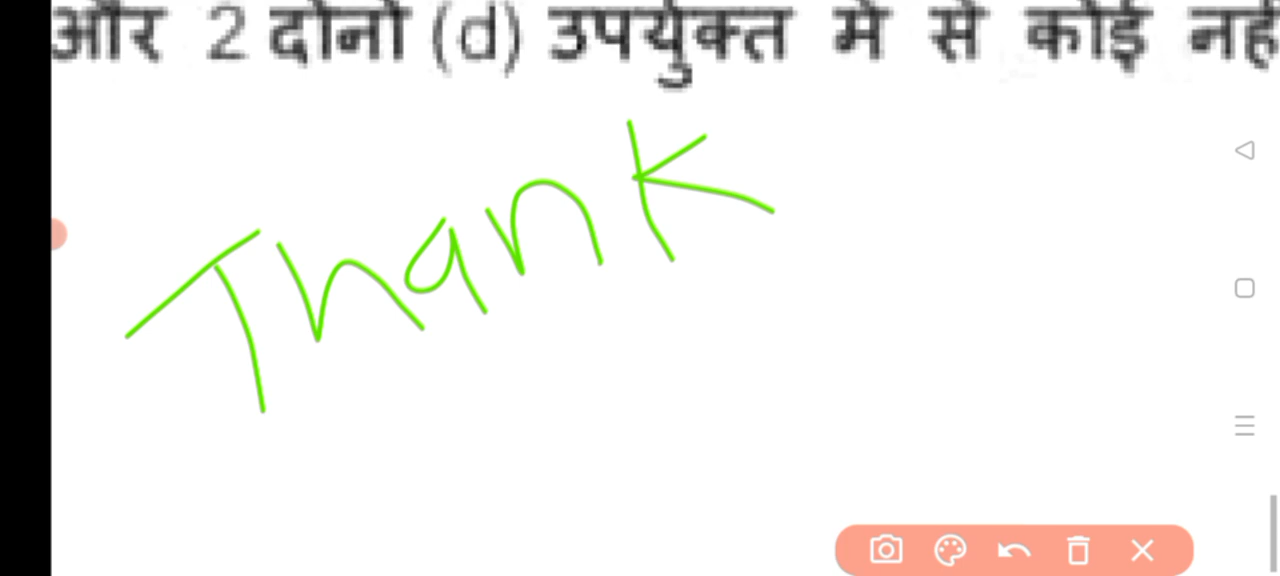 और 2 दोनों (d) उपर्युक्त में से कोई नह
Thank